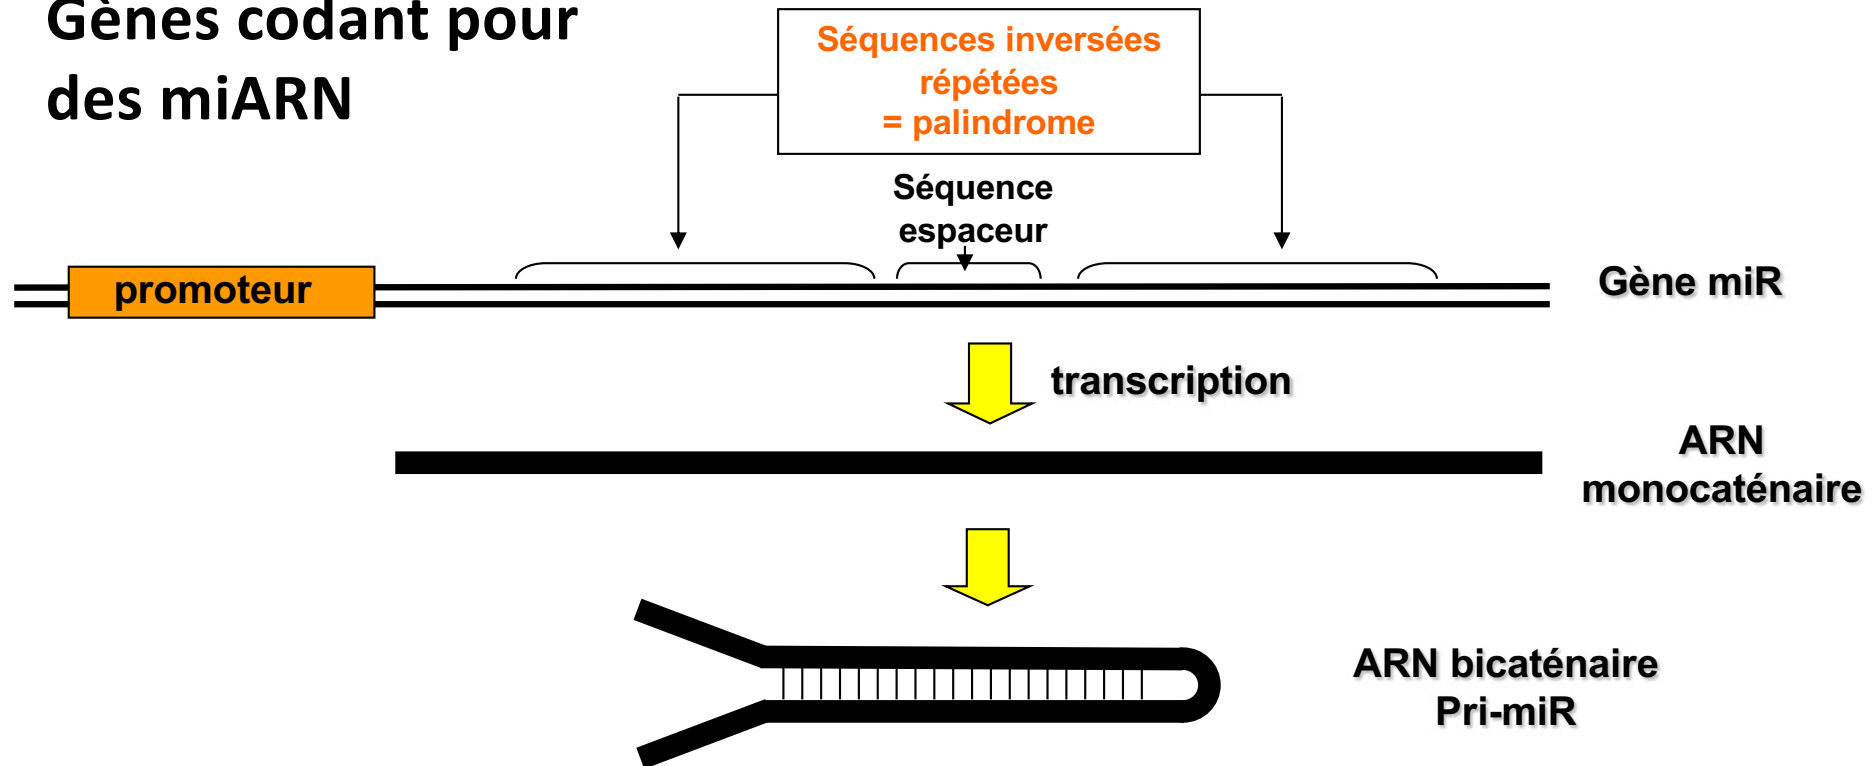 Gènes codant pour
des miARN
Séquences inversées
répétées
= palindrome
Séquence
espaceur
promoteur
Gène miR
transcription
ARN
monocaténaire
ARN bicaténaire
Pri-miR